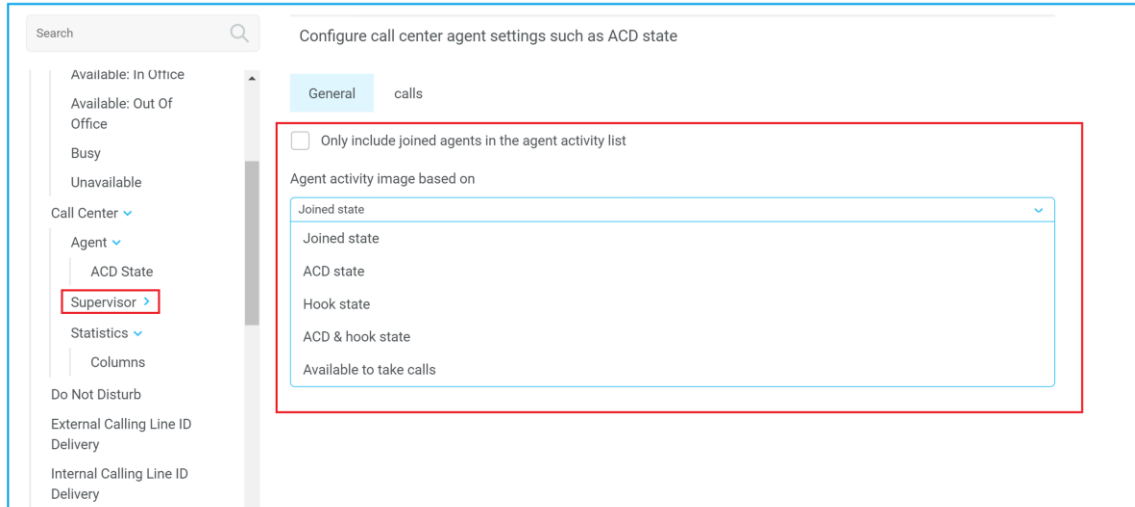 Search
Available: In Office
Available: Out Of
Office
Busy
Unavailable
Call Center
Agent
ACD State
Supervisor
Statistics
Columns
Do Not Disturb
External Calling Line ID
Delivery
Internal Calling Line ID
Delivery
Configure call center agent settings such as ACD state
General calls
Only include joined agents in the agent activity list
Agent activity image based on
Joined state
Joined state
ACD state
Hook state
ACD & hook state
Available to take calls